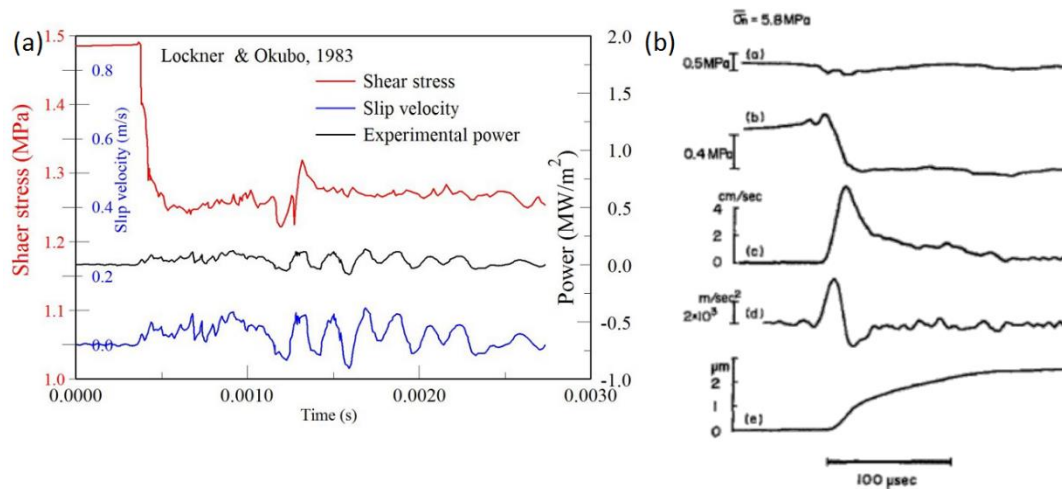 (a)
1.5
1.4
1.3
1.2
1.1
1.0
Shaer stress (MPa)
0.8
0.6
0.4
0.2
0.0
Slip velocity (m/s)
Lockner & Okubo, 1983
Shear stress
Slip velocity
Experimental power
2.0
1.5
1.0
0.5
0.0
-0.5
-1.0
Power (MW/m²)
0.0000
0.0010
0.0020
0.0030
Time (s)
(b)
σ̅n = 5.8 MPa
0.5MPa
(a)
(b)
0.4 MPa
cm/sec
4
2
0
(c)
m/sec²
2×10³
(d)
μm
2
1
0
(e)
100 μsec